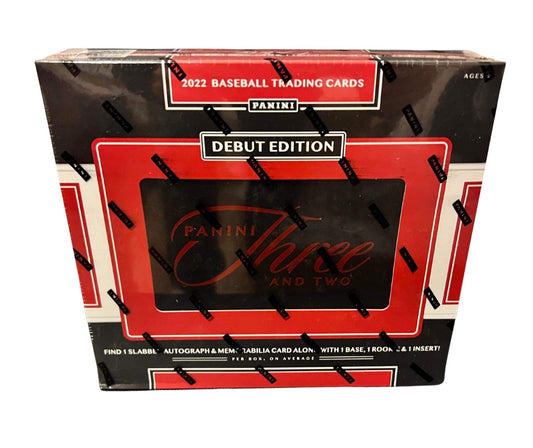 2022 BASEBALL TRADING CARDS
AGES
PANINI
DEBUT EDITION
PANINI
Three
AND TWO
FIND 1 SLABBED AUTOGRAPH & MEMORABILIA CARD ALONG WITH 1 BASE, 1 ROOKIE & 1 INSERT!
PER BOX, ON AVERAGE